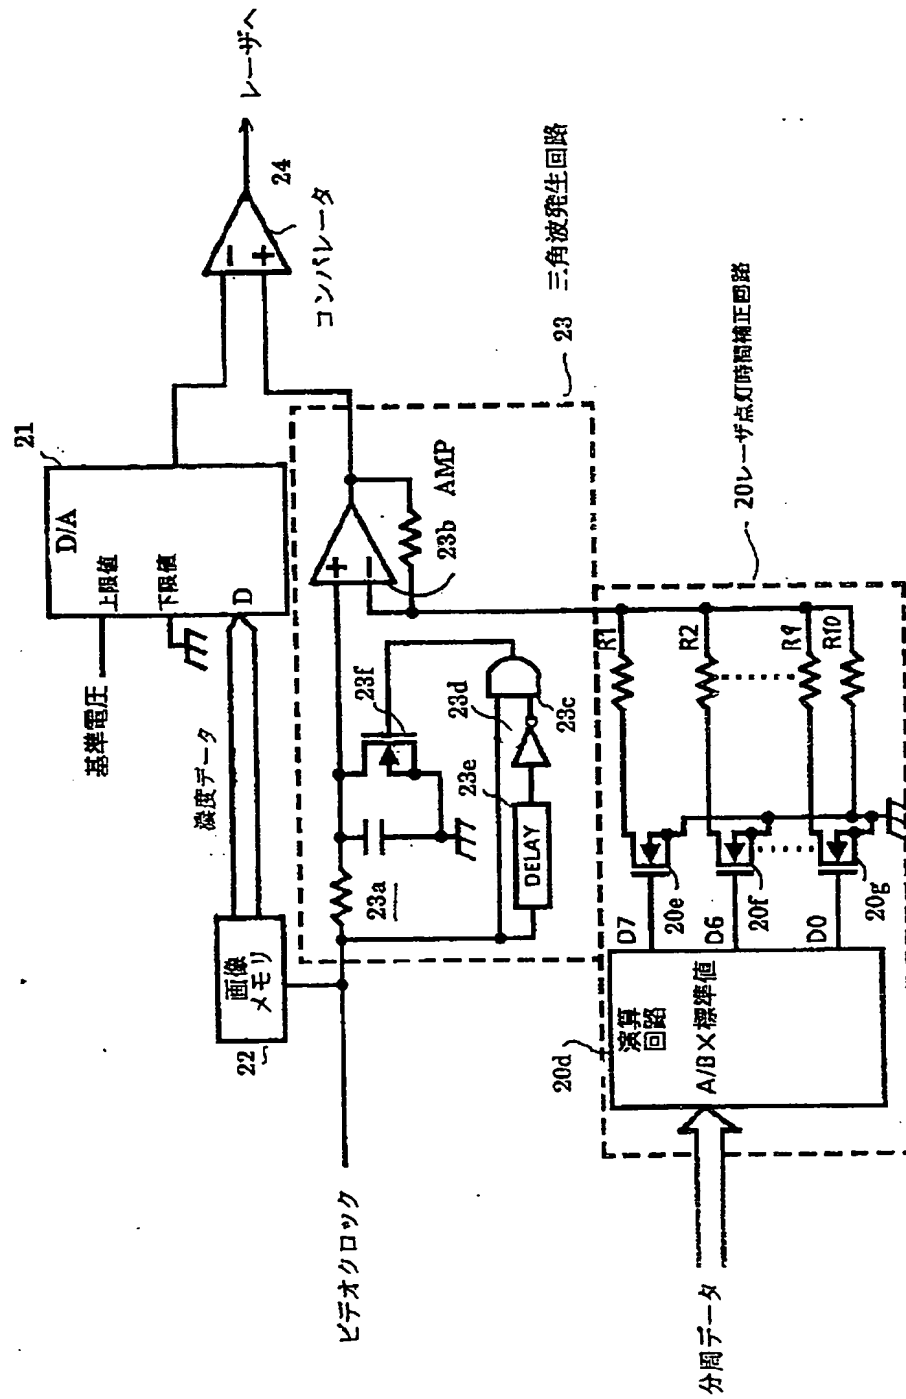 レーザへ
24
コンパレータ
21
D/A
上限値
下限値
D
基準電圧
濃度データ
画像
メモリ
22
ビデオクロック
23 三角波発生回路
AMP
23b
23f
23d
23e
23c
DELAY
23a
20レーザ点灯時間補正回路
R1
R2
R9
R10
D7
D6
D0
20e
20f
20g
20d
演算
回路
A/B×標準値
分周データ